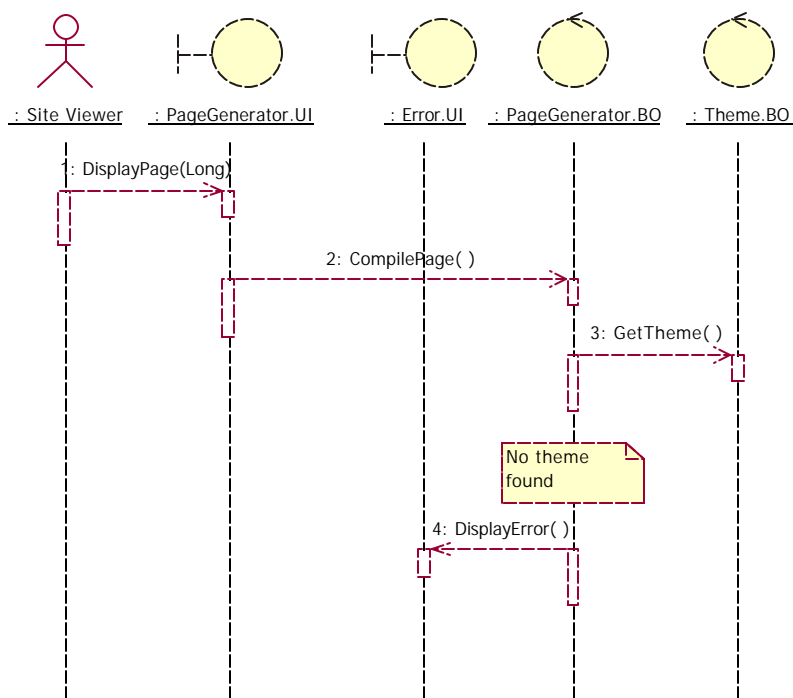 : Site Viewer
: PageGenerator.UI
: Error.UI
: PageGenerator.BO
: Theme.BO
1: DisplayPage(Long)
2: CompilePage( )
3: GetTheme( )
No theme
found
4: DisplayError( )